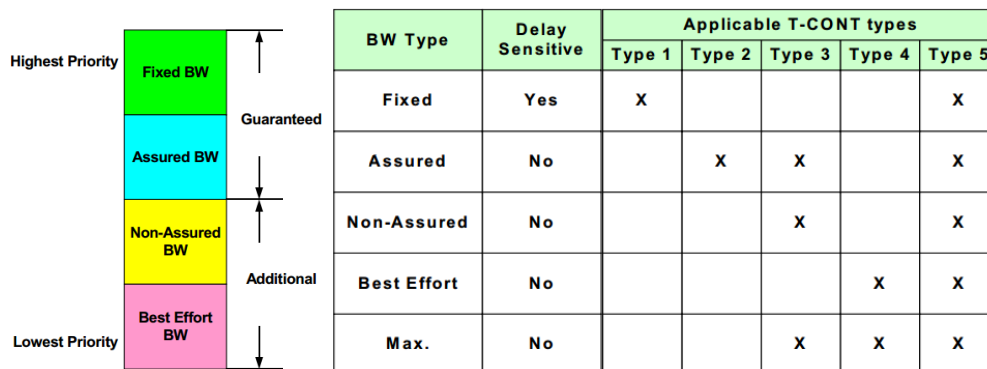 Highest Priority
Fixed BW
Guaranteed
Assured BW
Non-Assured
BW
Additional
Best Effort
BW
Lowest Priority
BW Type Delay Sensitive Applicable T-CONT types
Type 1 Type 2 Type 3 Type 4 Type 5
Fixed Yes X X
Assured No X X X
Non-Assured No X X
Best Effort No X X
Max. No X X X